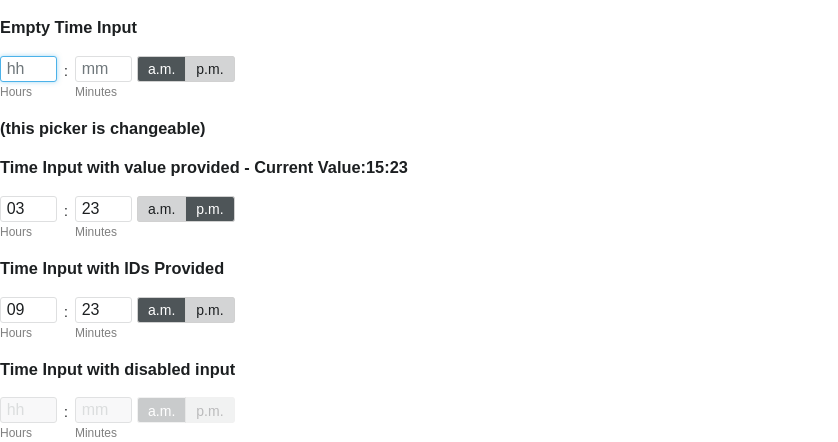 Empty Time Input
hh : mm a.m. p.m.
Hours Minutes
(this picker is changeable)
Time Input with value provided - Current Value:15:23
03 : 23 a.m. p.m.
Hours Minutes
Time Input with IDs Provided
09 : 23 a.m. p.m.
Hours Minutes
Time Input with disabled input
hh : mm a.m. p.m.
Hours Minutes